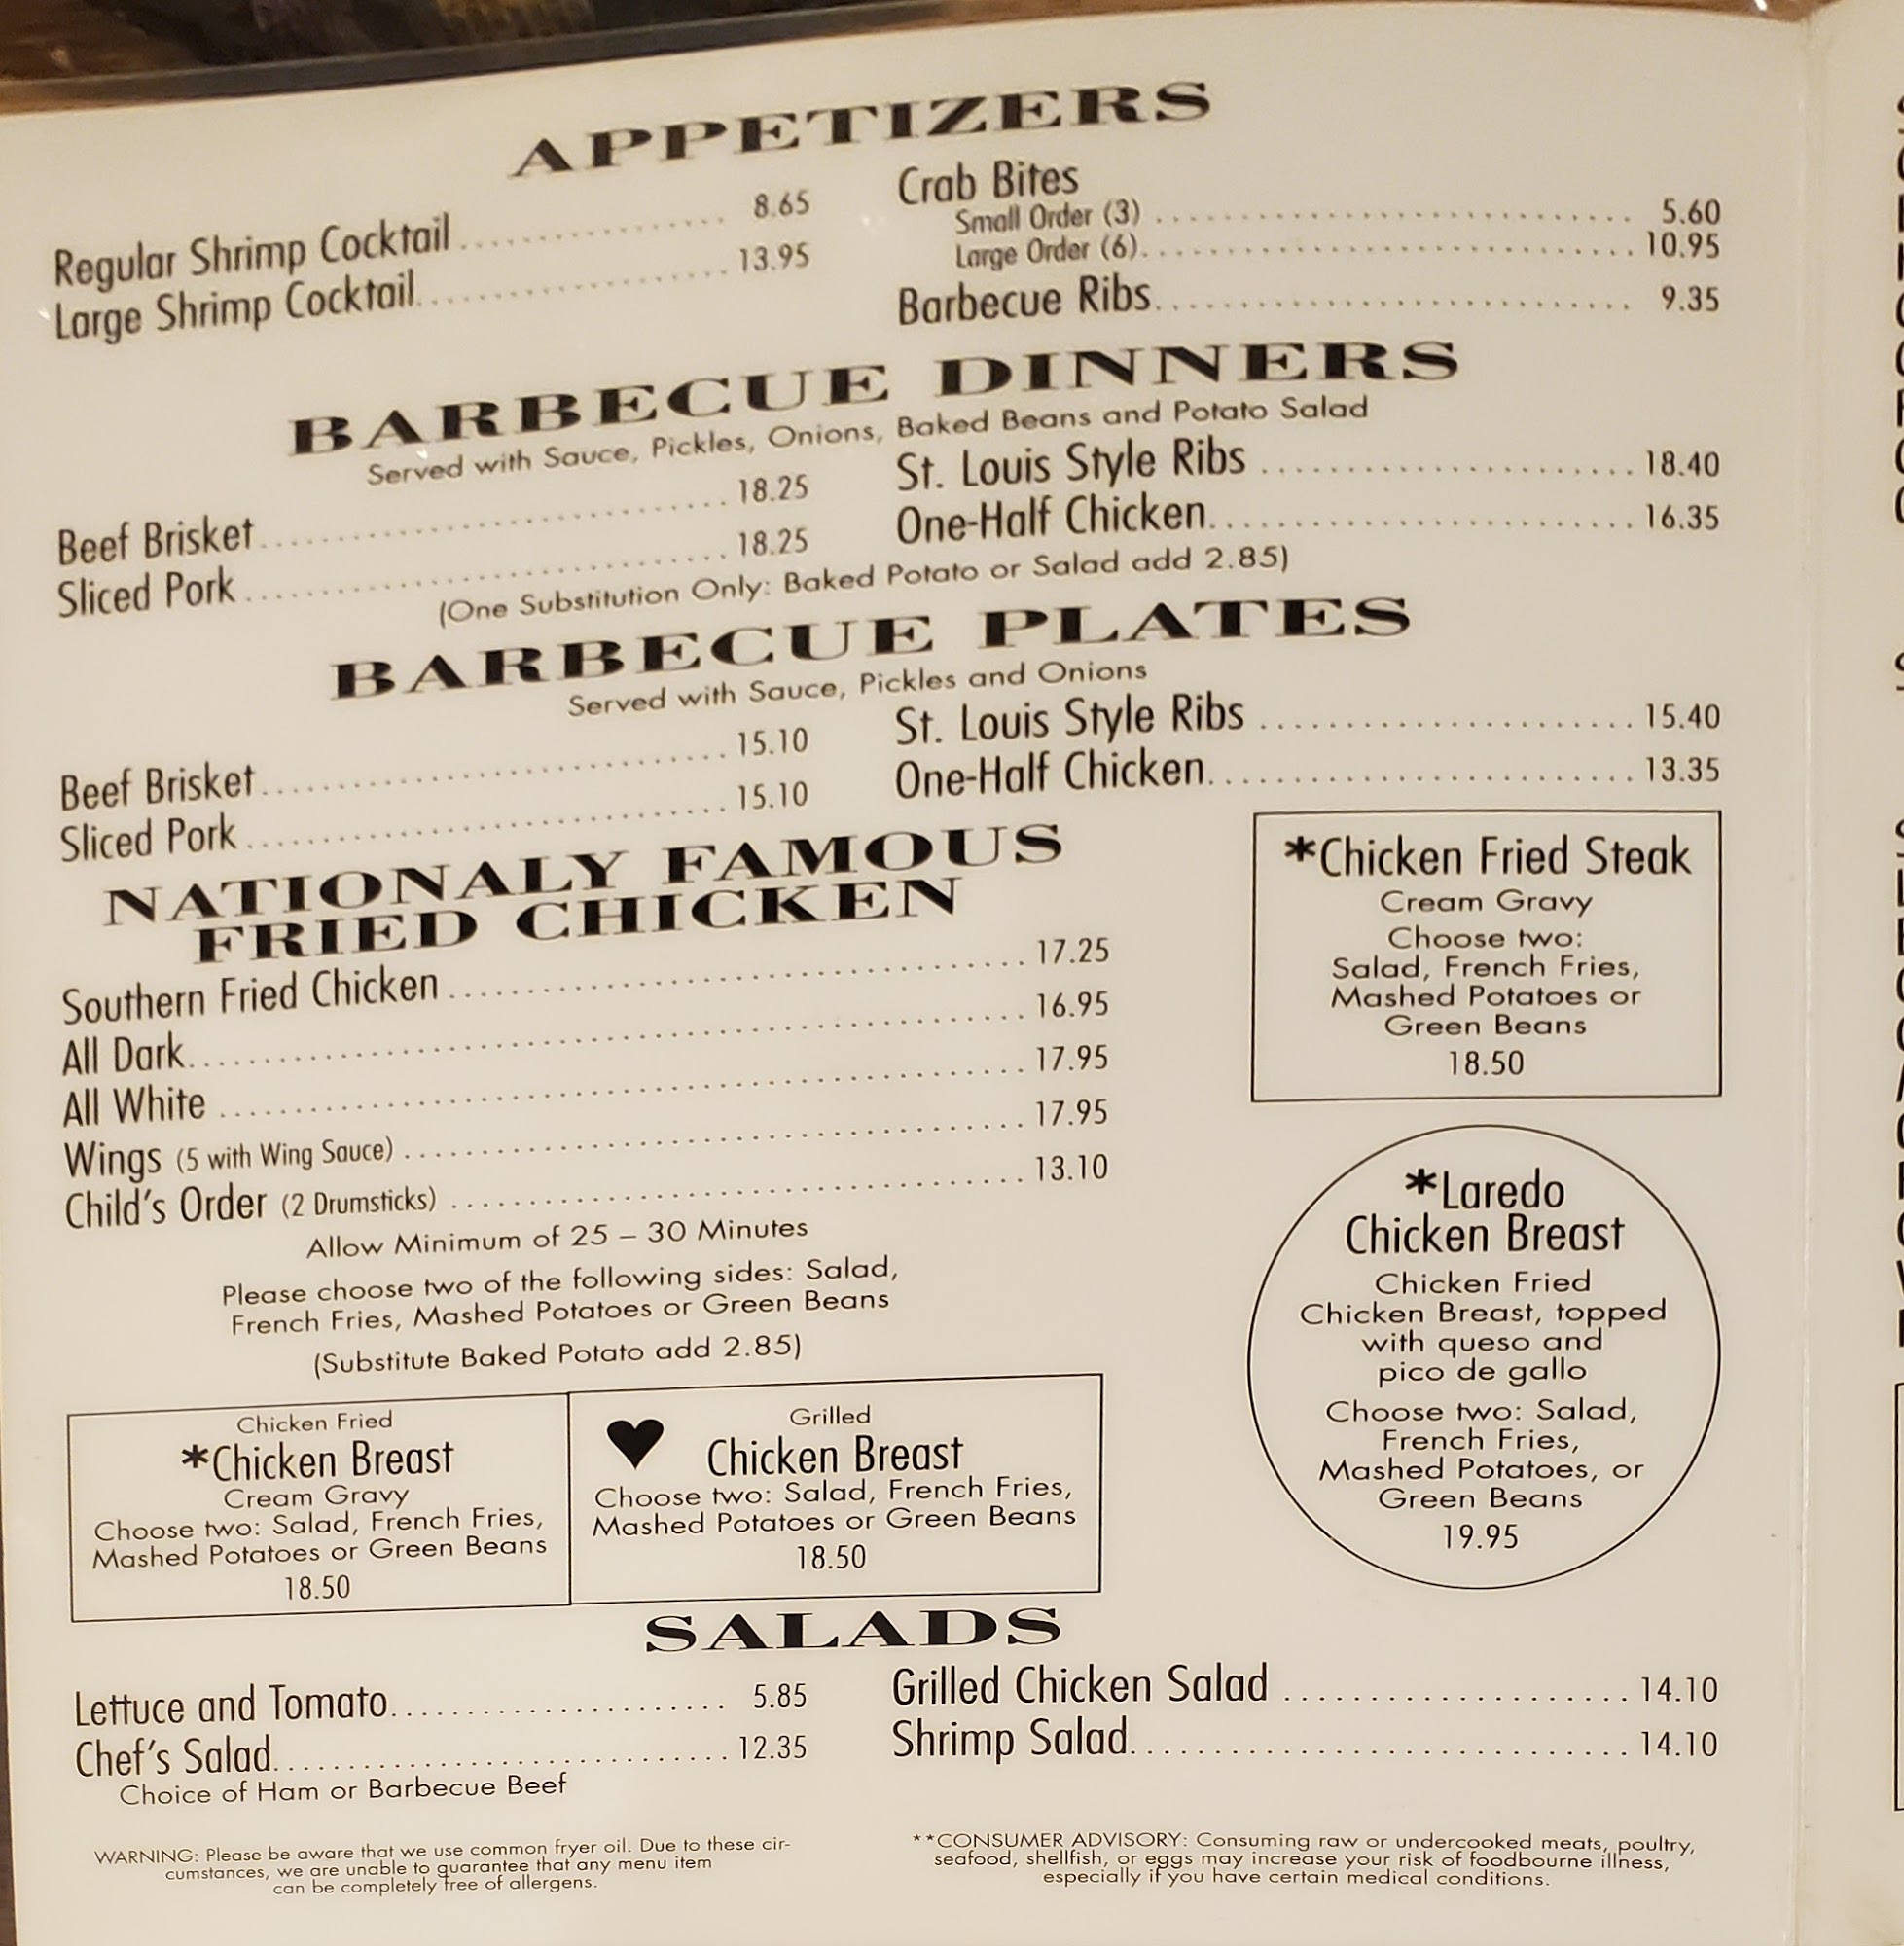 APPETIZERS
Regular Shrimp Cocktail ................ 8.65
Large Shrimp Cocktail................... 13.95
Crab Bites
Small Order (3) ............................ 5.60
Large Order (6)............................. 10.95
Barbecue Ribs............................ 9.35
BARBECUE DINNERS
Served with Sauce, Pickles, Onions, Baked Beans and Potato Salad
Beef Brisket............................ 18.25
Sliced Pork............................. 18.25
St. Louis Style Ribs ...................... 18.40
One-Half Chicken......................... 16.35
(One Substitution Only: Baked Potato or Salad add 2.85)
BARBECUE PLATES
Served with Sauce, Pickles and Onions
Beef Brisket............................ 15.10
Sliced Pork............................. 15.10
St. Louis Style Ribs ...................... 15.40
One-Half Chicken......................... 13.35
NATIONALY FAMOUS
FRIED CHICKEN
Southern Fried Chicken .................................. 17.25
All Dark.................................................. 16.95
All White ................................................ 17.95
Wings (5 with Wing Sauce) ..................................... 17.95
Child's Order (2 Drumsticks) .................................. 13.10
Allow Minimum of 25 – 30 Minutes
Please choose two of the following sides: Salad,
French Fries, Mashed Potatoes or Green Beans
(Substitute Baked Potato add 2.85)
*Chicken Fried Steak
Cream Gravy
Choose two:
Salad, French Fries,
Mashed Potatoes or
Green Beans
18.50
*Laredo
Chicken Breast
Chicken Fried
Chicken Breast, topped
with queso and
pico de gallo
Choose two: Salad,
French Fries,
Mashed Potatoes, or
Green Beans
19.95
Chicken Fried
*Chicken Breast
Cream Gravy
Choose two: Salad, French Fries,
Mashed Potatoes or Green Beans
18.50
Grilled
Chicken Breast
Choose two: Salad, French Fries,
Mashed Potatoes or Green Beans
18.50
SALADS
Lettuce and Tomato..................... 5.85
Chef's Salad............................ 12.35
Choice of Ham or Barbecue Beef
Grilled Chicken Salad ..................... 14.10
Shrimp Salad.............................. 14.10
WARNING: Please be aware that we use common fryer oil. Due to these cir-
cumstances, we are unable to guarantee that any menu item
can be completely free of allergens.
**CONSUMER ADVISORY: Consuming raw or undercooked meats, poultry,
seafood, shellfish, or eggs may increase your risk of foodbourne illness,
especially if you have certain medical conditions.